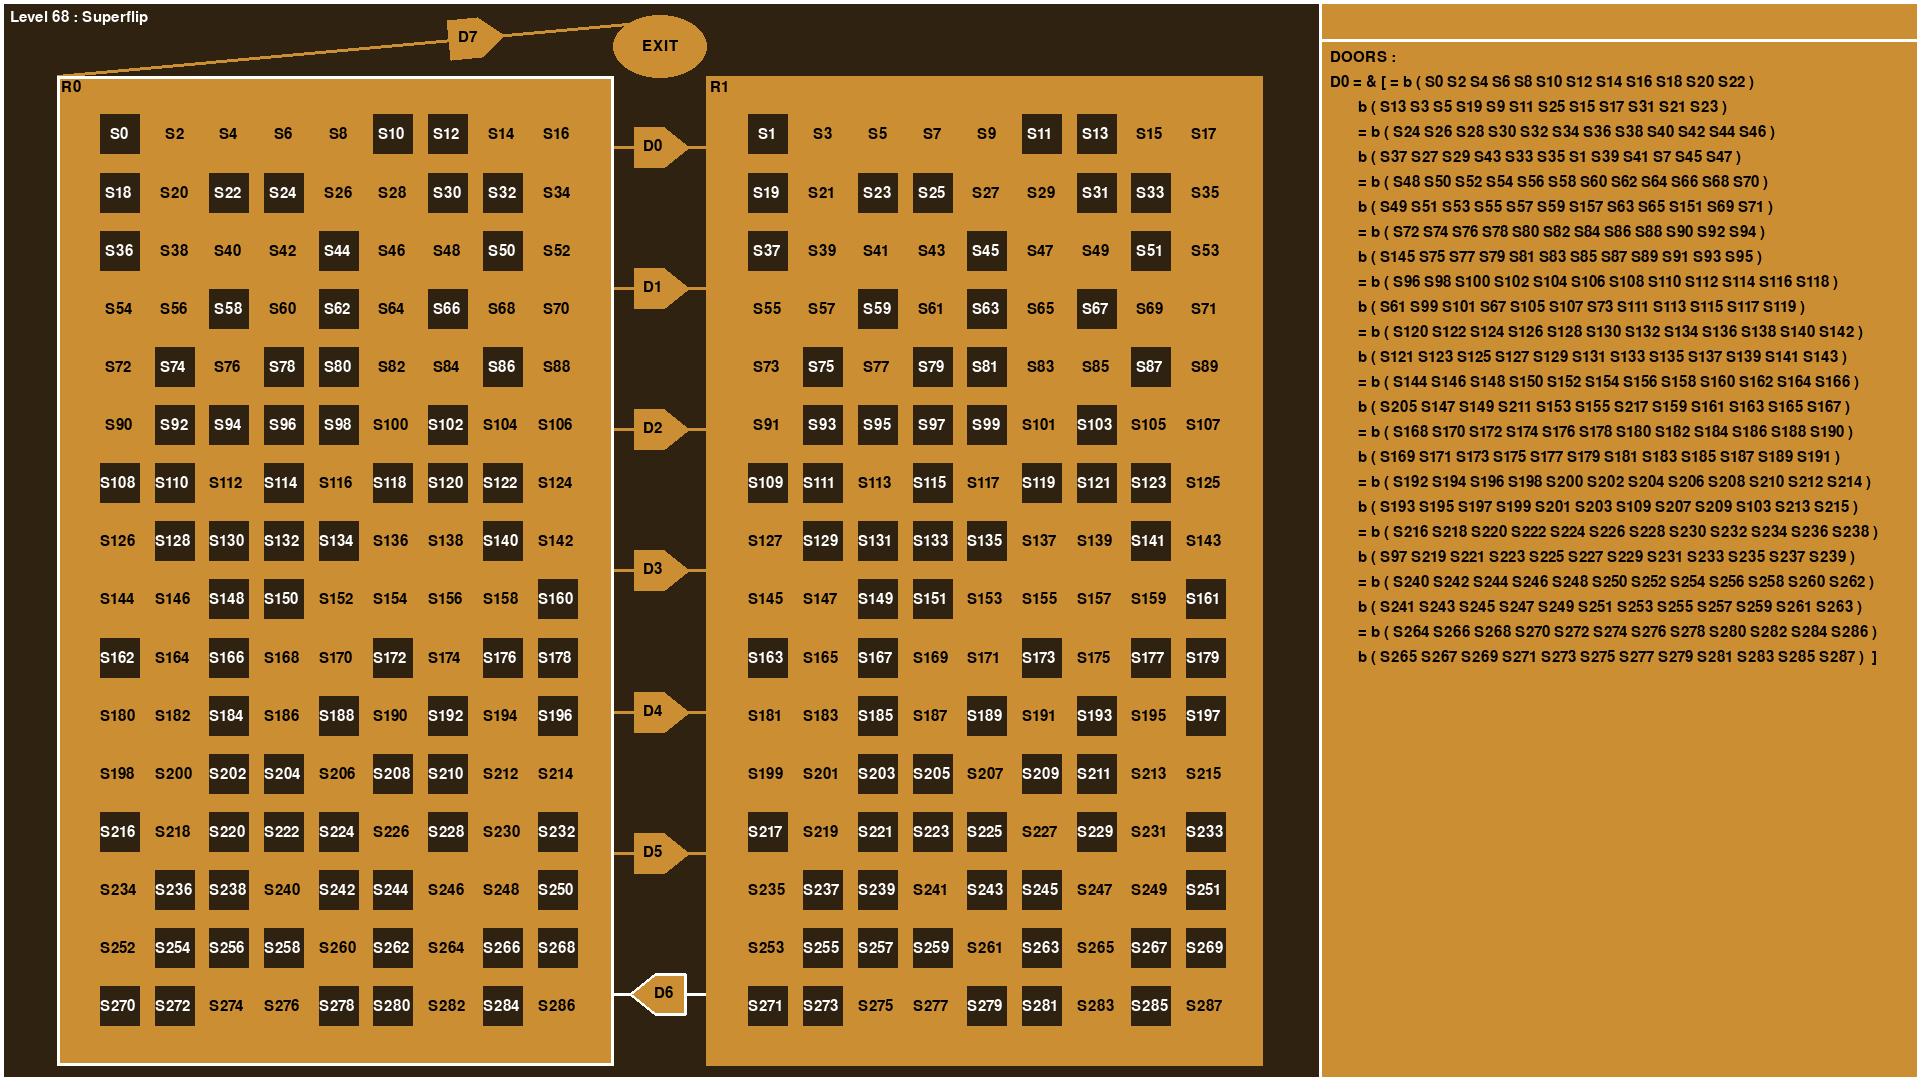 Level 68 : Superflip
D7
EXIT
R0
R1
S0 S2 S4 S6 S8 S10 S12 S14 S16
D0
S1 S3 S5 S7 S9 S11 S13 S15 S17
S18 S20 S22 S24 S26 S28 S30 S32 S34
S19 S21 S23 S25 S27 S29 S31 S33 S35
S36 S38 S40 S42 S44 S46 S48 S50 S52
S37 S39 S41 S43 S45 S47 S49 S51 S53
D1
S54 S56 S58 S60 S62 S64 S66 S68 S70
S55 S57 S59 S61 S63 S65 S67 S69 S71
S72 S74 S76 S78 S80 S82 S84 S86 S88
S73 S75 S77 S79 S81 S83 S85 S87 S89
S90 S92 S94 S96 S98 S100 S102 S104 S106
D2
S91 S93 S95 S97 S99 S101 S103 S105 S107
S108 S110 S112 S114 S116 S118 S120 S122 S124
S109 S111 S113 S115 S117 S119 S121 S123 S125
S126 S128 S130 S132 S134 S136 S138 S140 S142
S127 S129 S131 S133 S135 S137 S139 S141 S143
D3
S144 S146 S148 S150 S152 S154 S156 S158 S160
S145 S147 S149 S151 S153 S155 S157 S159 S161
S162 S164 S166 S168 S170 S172 S174 S176 S178
S163 S165 S167 S169 S171 S173 S175 S177 S179
S180 S182 S184 S186 S188 S190 S192 S194 S196
D4
S181 S183 S185 S187 S189 S191 S193 S195 S197
S198 S200 S202 S204 S206 S208 S210 S212 S214
S199 S201 S203 S205 S207 S209 S211 S213 S215
S216 S218 S220 S222 S224 S226 S228 S230 S232
S217 S219 S221 S223 S225 S227 S229 S231 S233
D5
S234 S236 S238 S240 S242 S244 S246 S248 S250
S235 S237 S239 S241 S243 S245 S247 S249 S251
S252 S254 S256 S258 S260 S262 S264 S266 S268
S253 S255 S257 S259 S261 S263 S265 S267 S269
D6
S270 S272 S274 S276 S278 S280 S282 S284 S286
S271 S273 S275 S277 S279 S281 S283 S285 S287
DOORS :
D0 = & [ = b ( S0 S2 S4 S6 S8 S10 S12 S14 S16 S18 S20 S22 )
b ( S13 S3 S5 S19 S9 S11 S25 S15 S17 S31 S21 S23 )
= b ( S24 S26 S28 S30 S32 S34 S36 S38 S40 S42 S44 S46 )
b ( S37 S27 S29 S43 S33 S35 S1 S39 S41 S7 S45 S47 )
= b ( S48 S50 S52 S54 S56 S58 S60 S62 S64 S66 S68 S70 )
b ( S49 S51 S53 S55 S57 S59 S157 S63 S65 S151 S69 S71 )
= b ( S72 S74 S76 S78 S80 S82 S84 S86 S88 S90 S92 S94 )
b ( S145 S75 S77 S79 S81 S83 S85 S87 S89 S91 S93 S95 )
= b ( S96 S98 S100 S102 S104 S106 S108 S110 S112 S114 S116 S118 )
b ( S61 S99 S101 S67 S105 S107 S73 S111 S113 S115 S117 S119 )
= b ( S120 S122 S124 S126 S128 S130 S132 S134 S136 S138 S140 S142 )
b ( S121 S123 S125 S127 S129 S131 S133 S135 S137 S139 S141 S143 )
= b ( S144 S146 S148 S150 S152 S154 S156 S158 S160 S162 S164 S166 )
b ( S205 S147 S149 S211 S153 S155 S217 S159 S161 S163 S165 S167 )
= b ( S168 S170 S172 S174 S176 S178 S180 S182 S184 S186 S188 S190 )
b ( S169 S171 S173 S175 S177 S179 S181 S183 S185 S187 S189 S191 )
= b ( S192 S194 S196 S198 S200 S202 S204 S206 S208 S210 S212 S214 )
b ( S193 S195 S197 S199 S201 S203 S109 S207 S209 S103 S213 S215 )
= b ( S216 S218 S220 S222 S224 S226 S228 S230 S232 S234 S236 S238 )
b ( S97 S219 S221 S223 S225 S227 S229 S231 S233 S235 S237 S239 )
= b ( S240 S242 S244 S246 S248 S250 S252 S254 S256 S258 S260 S262 )
b ( S241 S243 S245 S247 S249 S251 S253 S255 S257 S259 S261 S263 )
= b ( S264 S266 S268 S270 S272 S274 S276 S278 S280 S282 S284 S286 )
b ( S265 S267 S269 S271 S273 S275 S277 S279 S281 S283 S285 S287 ) ]